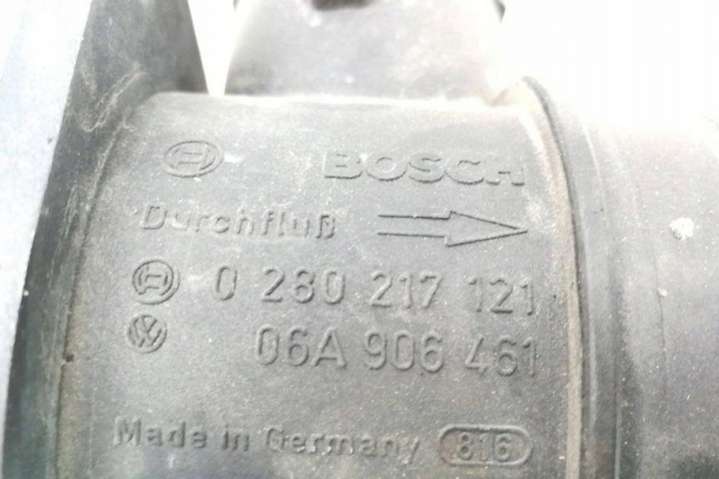 BOSCH
Durchfluß
0 280 217 121
06A 906 461
Made in Germany 816